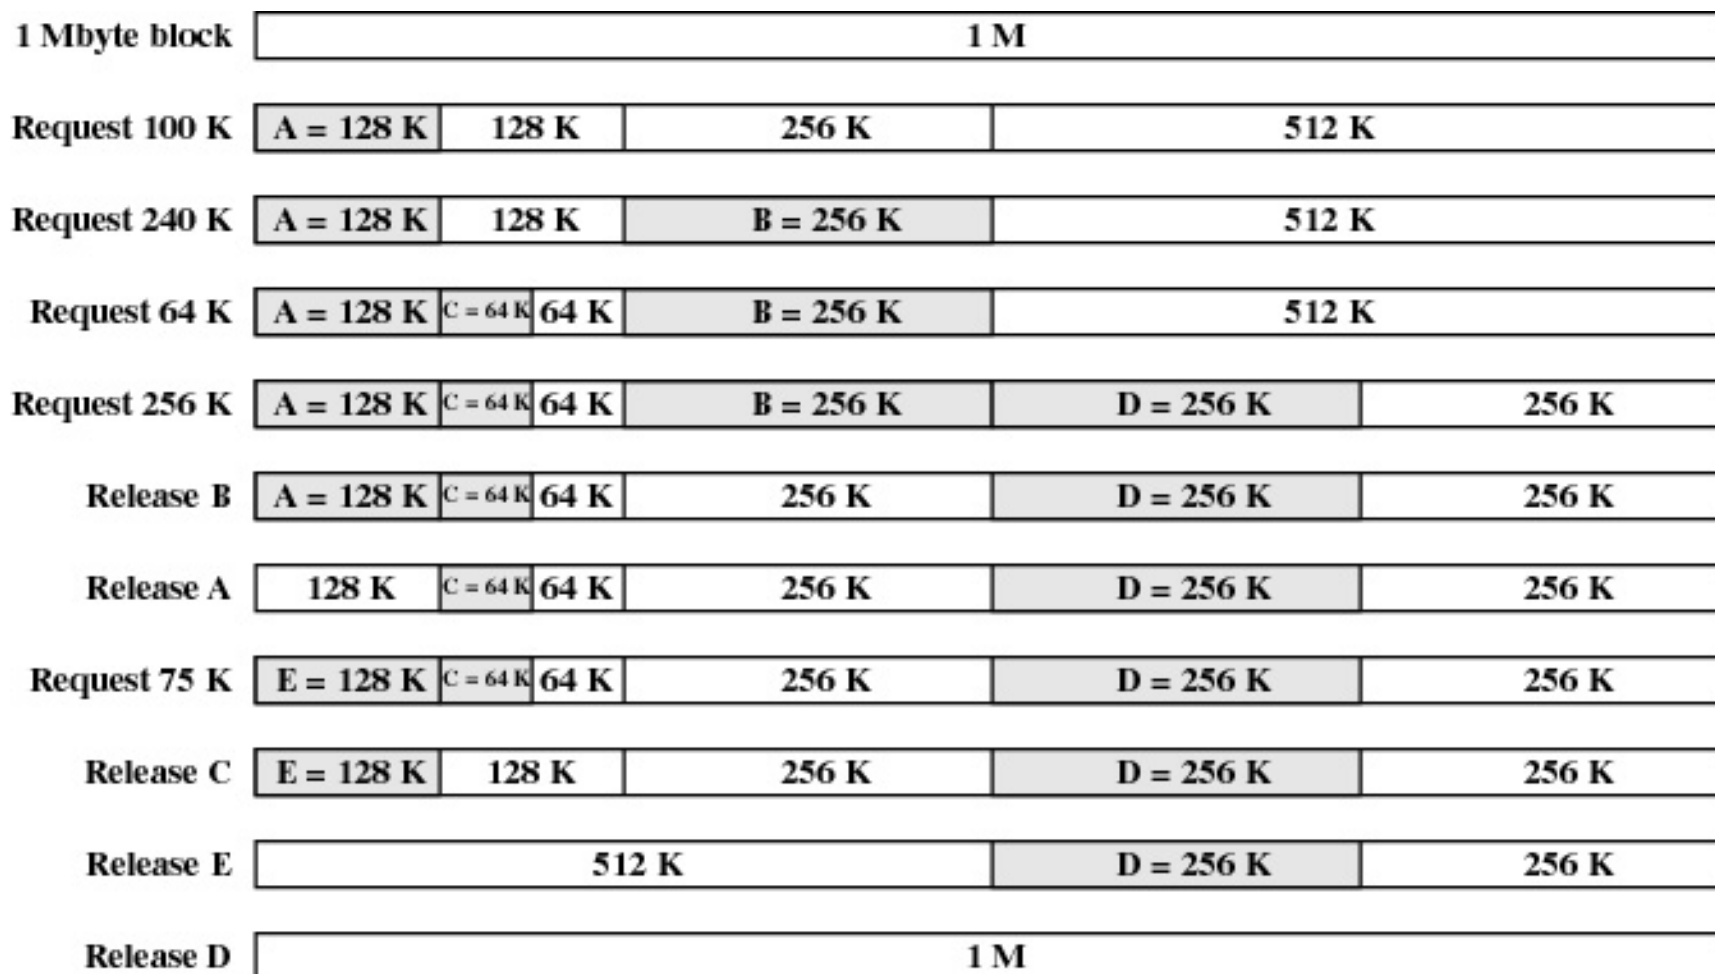 1 Mbyte block 1 M
Request 100 K A = 128 K 128 K 256 K 512 K
Request 240 K A = 128 K 128 K B = 256 K 512 K
Request 64 K A = 128 K C = 64 K 64 K B = 256 K 512 K
Request 256 K A = 128 K C = 64 K 64 K B = 256 K D = 256 K 256 K
Release B A = 128 K C = 64 K 64 K 256 K D = 256 K 256 K
Release A 128 K C = 64 K 64 K 256 K D = 256 K 256 K
Request 75 K E = 128 K C = 64 K 64 K 256 K D = 256 K 256 K
Release C E = 128 K 128 K 256 K D = 256 K 256 K
Release E 512 K D = 256 K 256 K
Release D 1 M